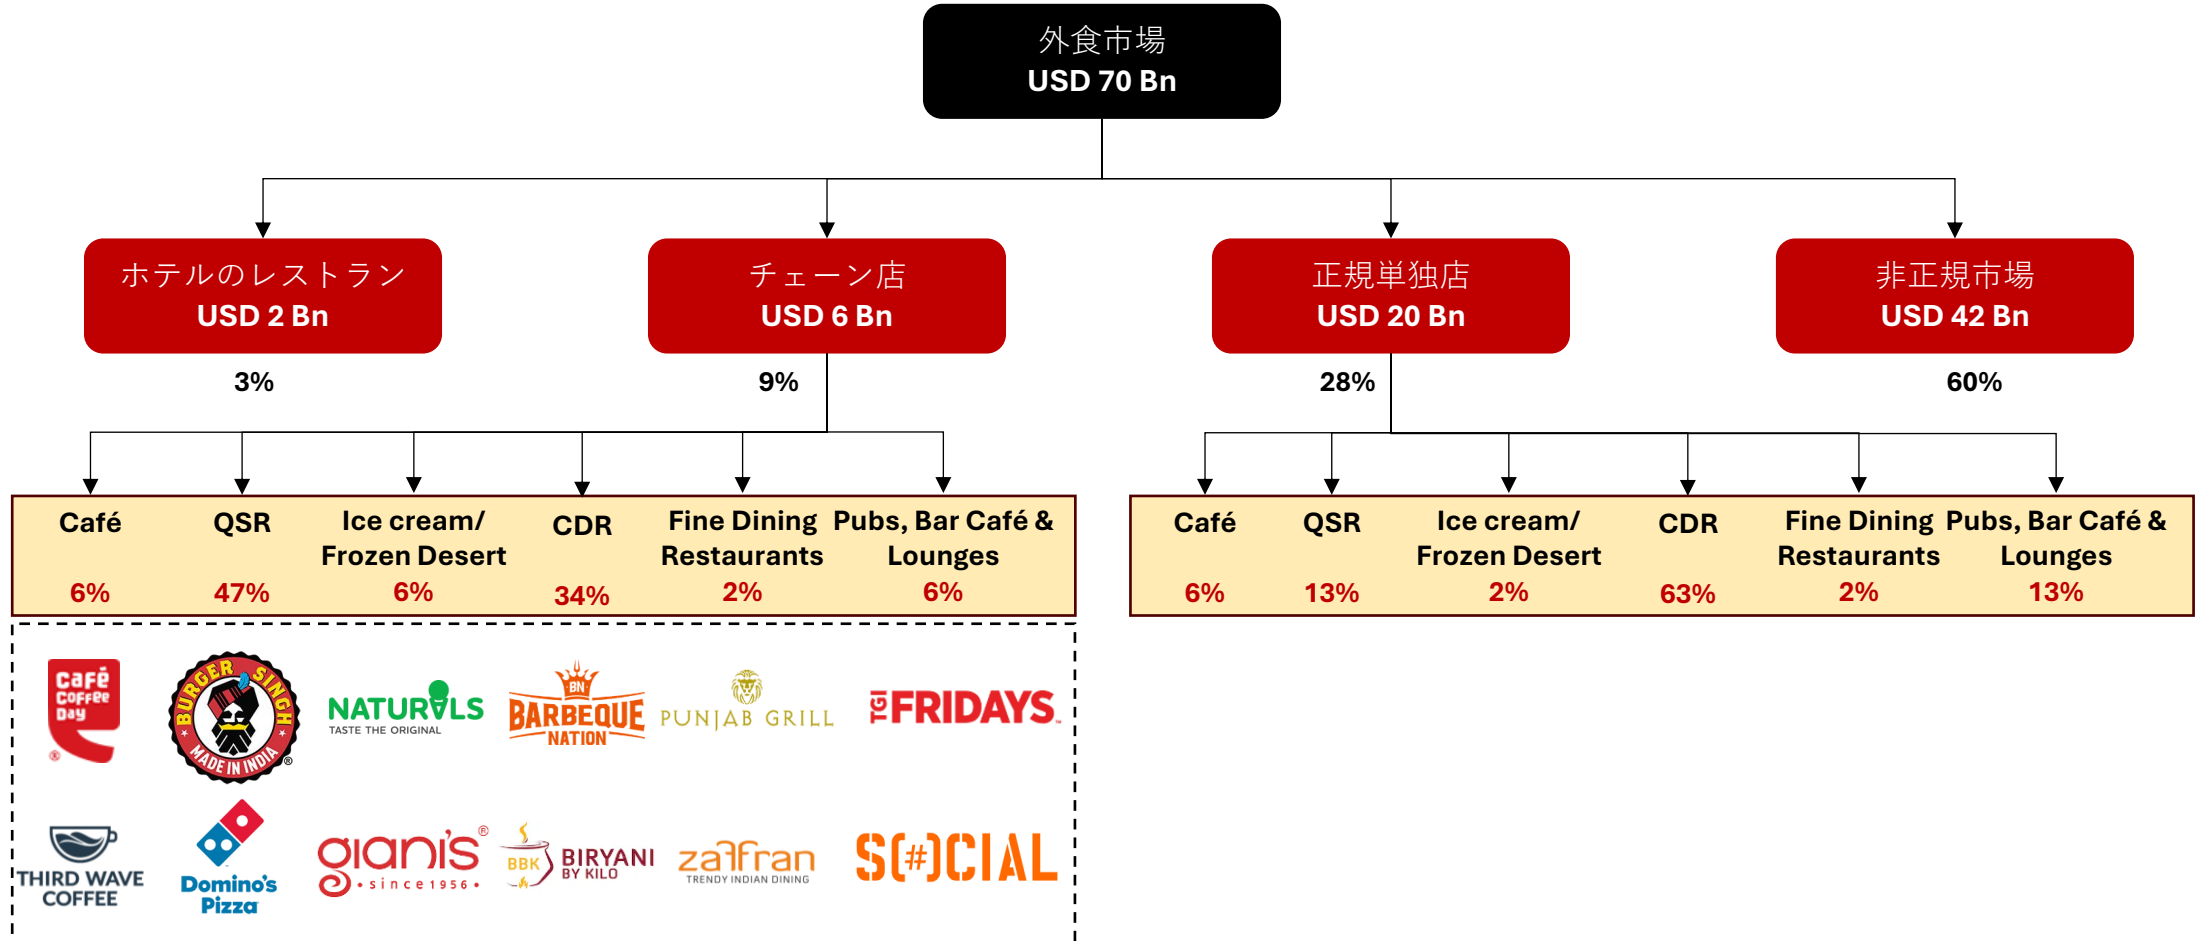 外食市場
USD 70 Bn
ホテルのレストラン
USD 2 Bn
チェーン店
USD 6 Bn
正規単独店
USD 20 Bn
非正規市場
USD 42 Bn
3%
9%
28%
60%
Café
QSR
Ice cream/
Frozen Desert
CDR
Fine Dining
Restaurants
Pubs, Bar Café &
Lounges
6%
47%
6%
34%
2%
6%
Café
QSR
Ice cream/
Frozen Desert
CDR
Fine Dining
Restaurants
Pubs, Bar Café &
Lounges
6%
13%
2%
63%
2%
13%
café
coffee
day
®
BURGER SINGH
MADE IN INDIA
®
NATURALS
TASTE THE ORIGINAL
BN
BARBEQUE
NATION
PUNJAB GRILL
TGI FRIDAYS
THIRD WAVE
COFFEE
Domino's
Pizza
giani's®
•since1956•
BBK
BIRYANI
BY KILO
zaffran
TRENDY INDIAN DINING
S(#)CIAL